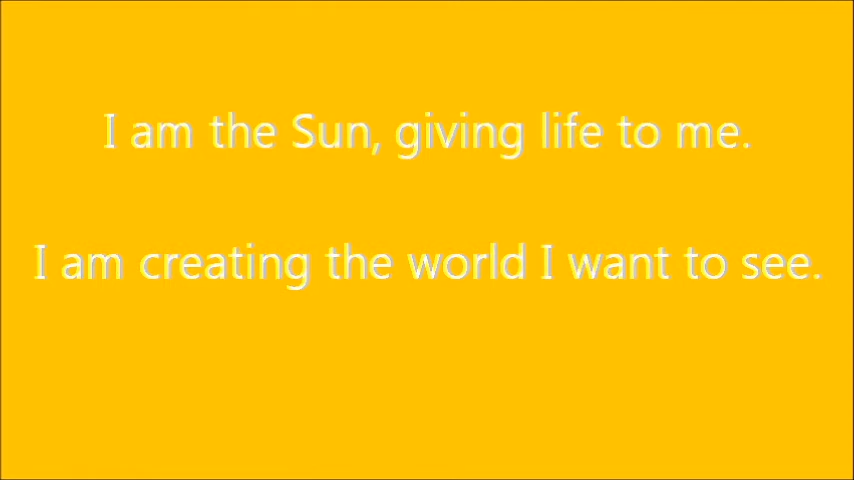 I am the Sun, giving life to me.
I am creating the world I want to see.